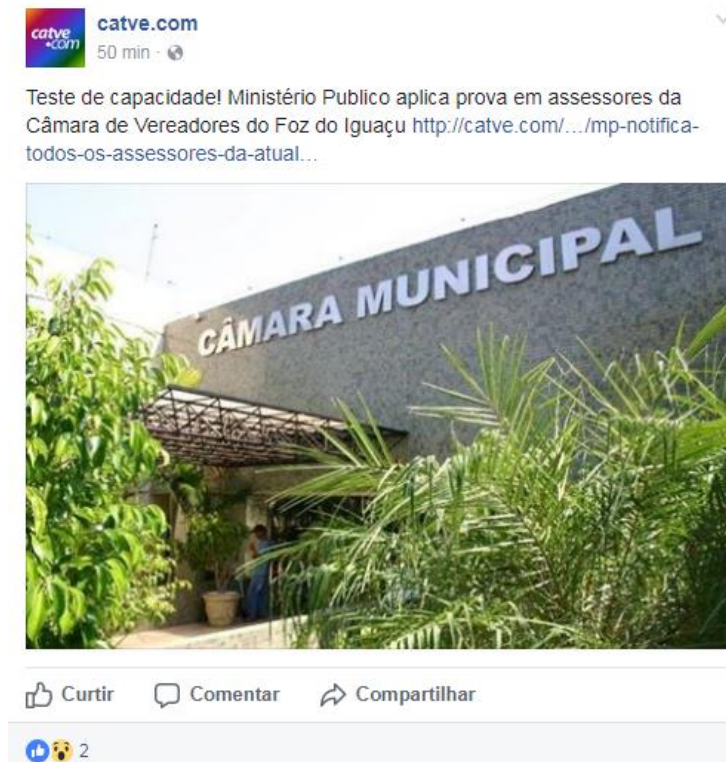 catve
.com
catve.com
50 min ·
Teste de capacidade! Ministério Publico aplica prova em assessores da
Câmara de Vereadores do Foz do Iguaçu http://catve.com/.../mp-notifica-
todos-os-assessores-da-atual...
CÂMARA MUNICIPAL
Curtir Comentar Compartilhar
2